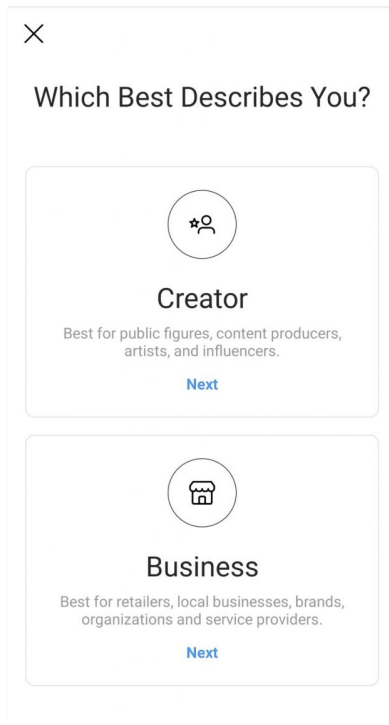 Which Best Describes You?
Creator
Best for public figures, content producers,
artists, and influencers.
Next
Business
Best for retailers, local businesses, brands,
organizations and service providers.
Next